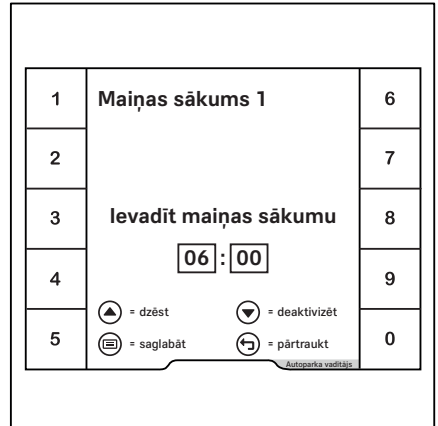 1 Maiņas sākums 1 6
2 7
3 Ievadīt maiņas sākumu 8
06 : 00
4 9
= dzēst = deaktivizēt
5 = saglabāt = pārtraukt 0
Autoparka vadītājs